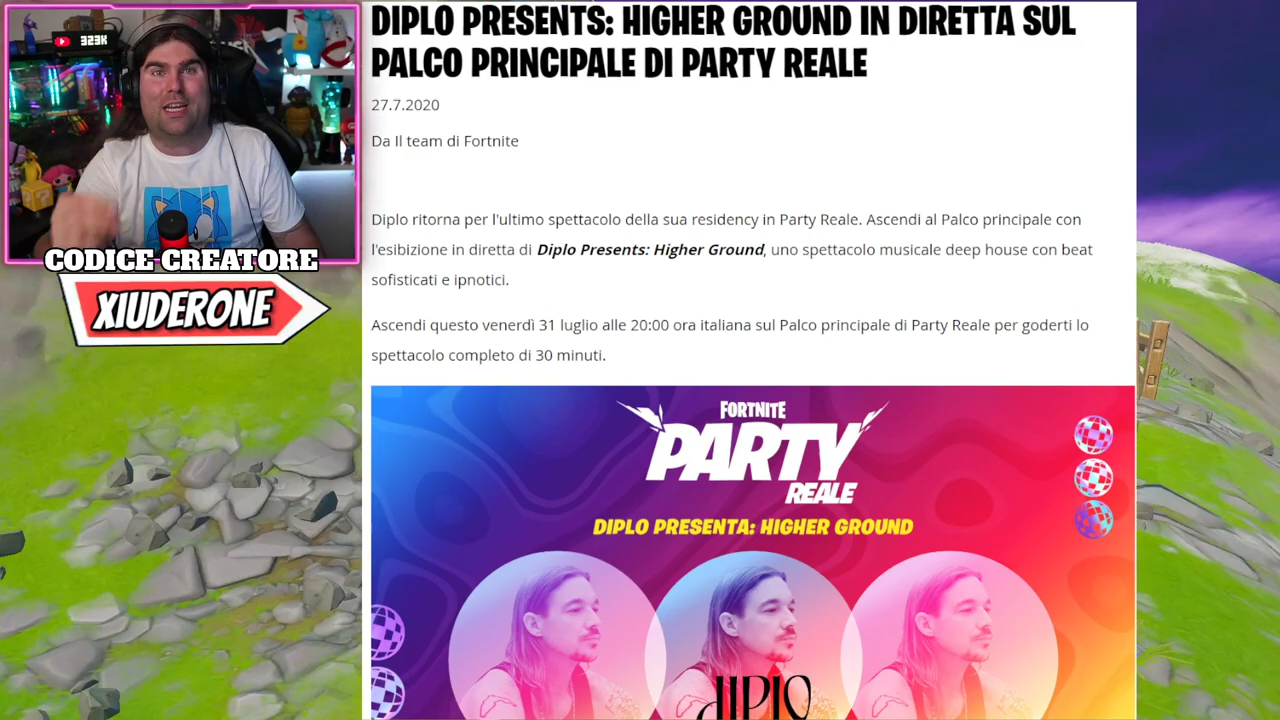 323K
CODICE CREATORE
XIUDERONE
DIPLO PRESENTS: HIGHER GROUND IN DIRETTA SUL
PALCO PRINCIPALE DI PARTY REALE
27.7.2020
Da Il team di Fortnite
Diplo ritorna per l'ultimo spettacolo della sua residency in Party Reale. Ascendi al Palco principale con
l'esibizione in diretta di Diplo Presents: Higher Ground, uno spettacolo musicale deep house con beat
sofisticati e ipnotici.
Ascendi questo venerdì 31 luglio alle 20:00 ora italiana sul Palco principale di Party Reale per goderti lo
spettacolo completo di 30 minuti.
FORTNITE
PARTY
REALE
DIPLO PRESENTA: HIGHER GROUND
dIPlO